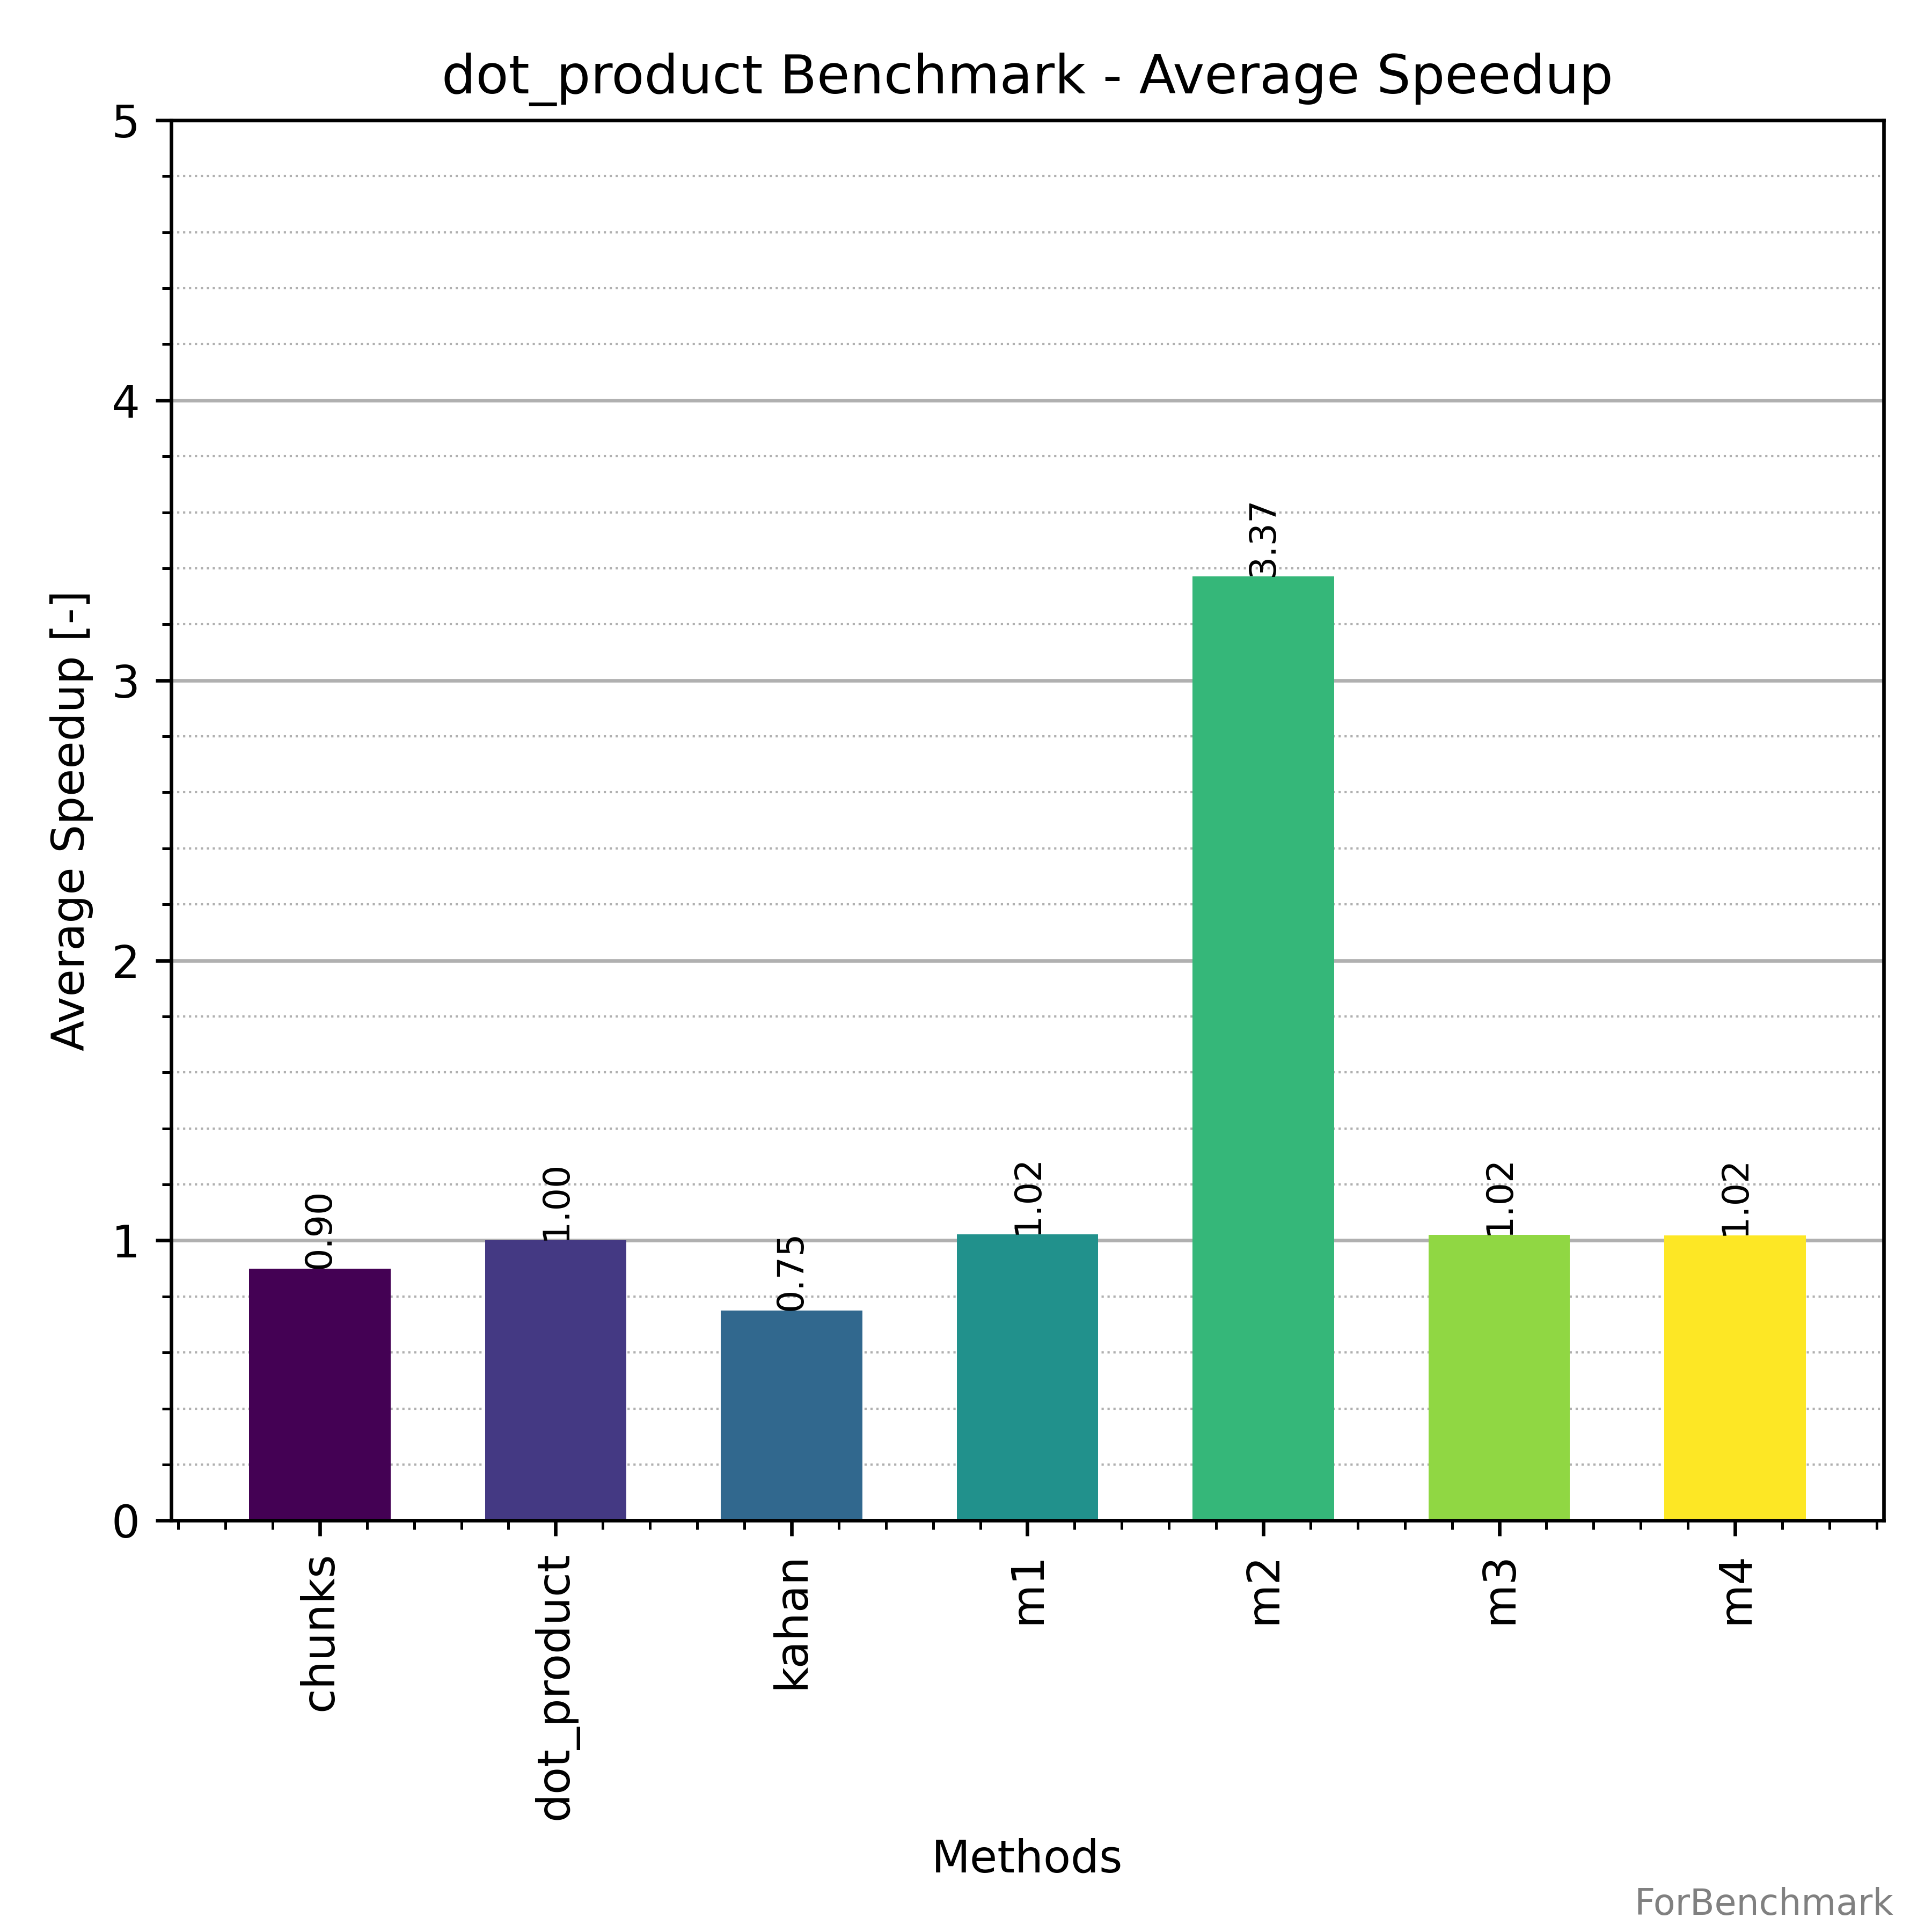 dot_product Benchmark - Average Speedup
Average Speedup [-]
5
4
3
2
1
0
0.90
1.00
0.75
1.02
3.37
1.02
1.02
chunks
dot_product
kahan
m1
m2
m3
m4
Methods
ForBenchmark